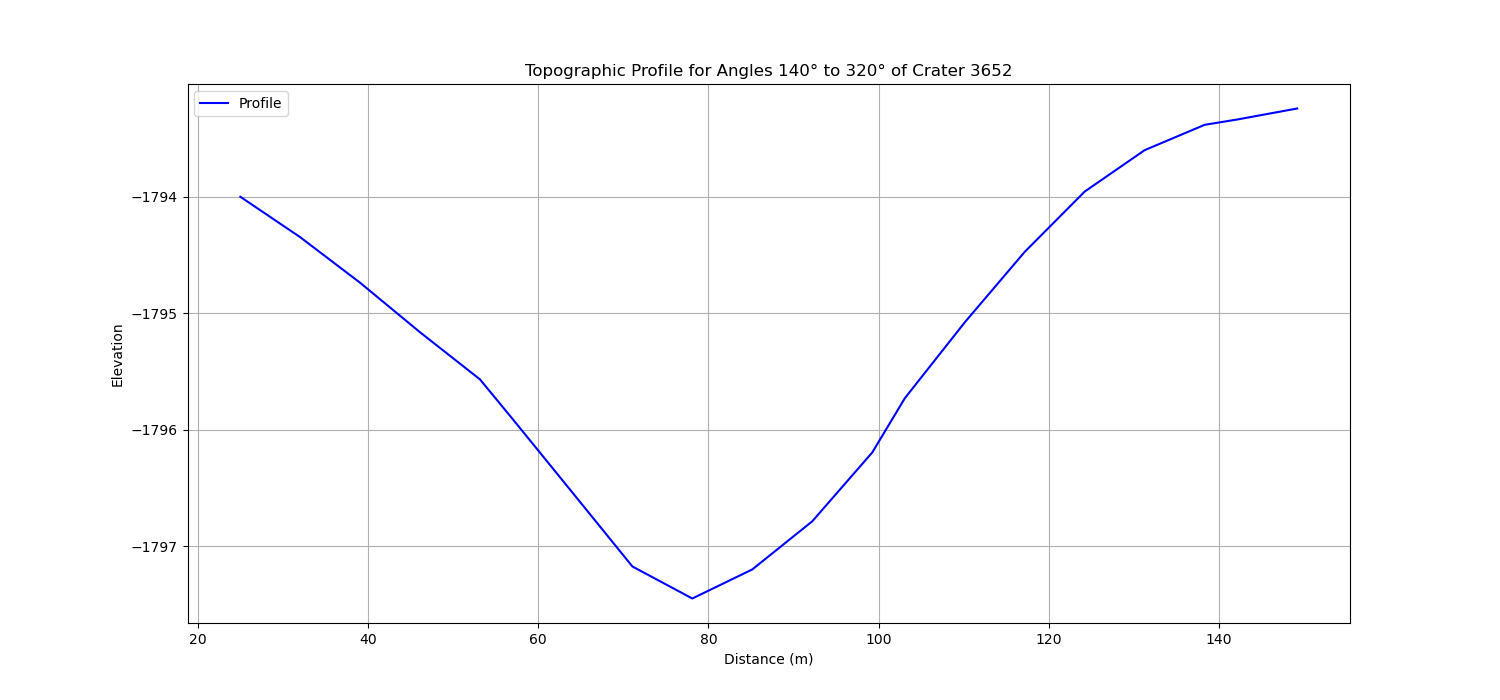 Topographic Profile for Angles 140° to 320° of Crater 3652
Profile
−1794
−1795
−1796
−1797
Elevation
20 40 60 80 100 120 140
Distance (m)